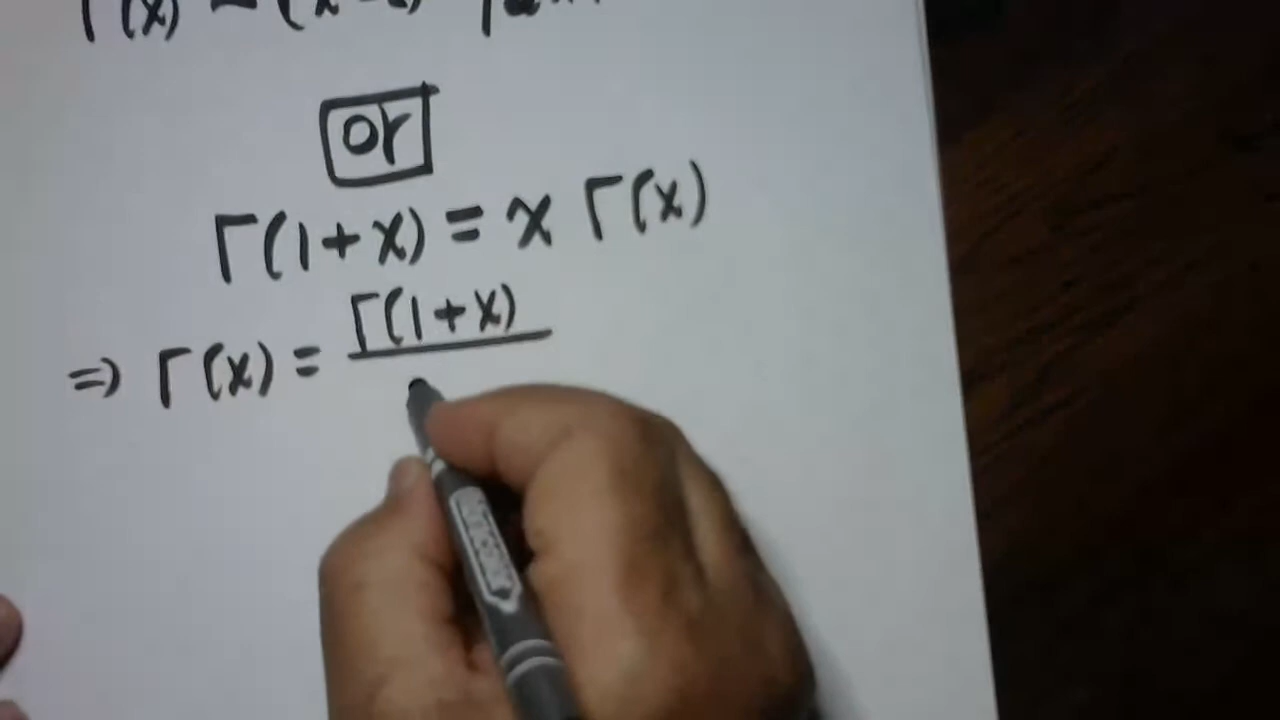 Γ(x)
or
Γ(1+x) = x Γ(x)
=> Γ(x) = Γ(1+x)